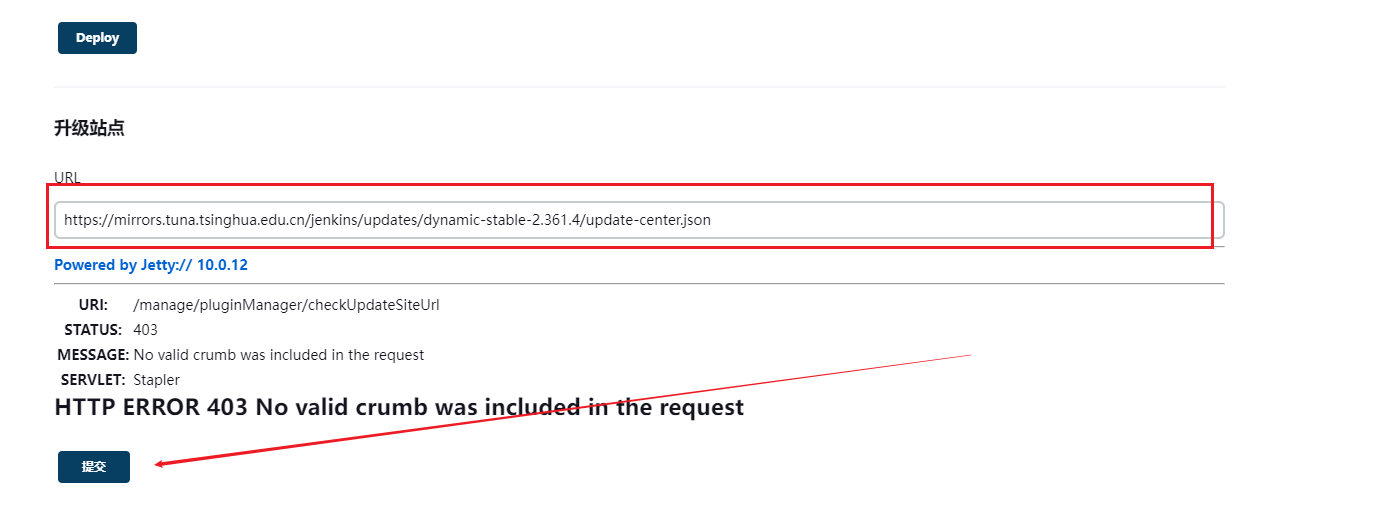 Deploy
升级站点
URL
https://mirrors.tuna.tsinghua.edu.cn/jenkins/updates/dynamic-stable-2.361.4/update-center.json
Powered by Jetty:// 10.0.12
URI: /manage/pluginManager/checkUpdateSiteUrl
STATUS: 403
MESSAGE: No valid crumb was included in the request
SERVLET: Stapler
HTTP ERROR 403 No valid crumb was included in the request
提交